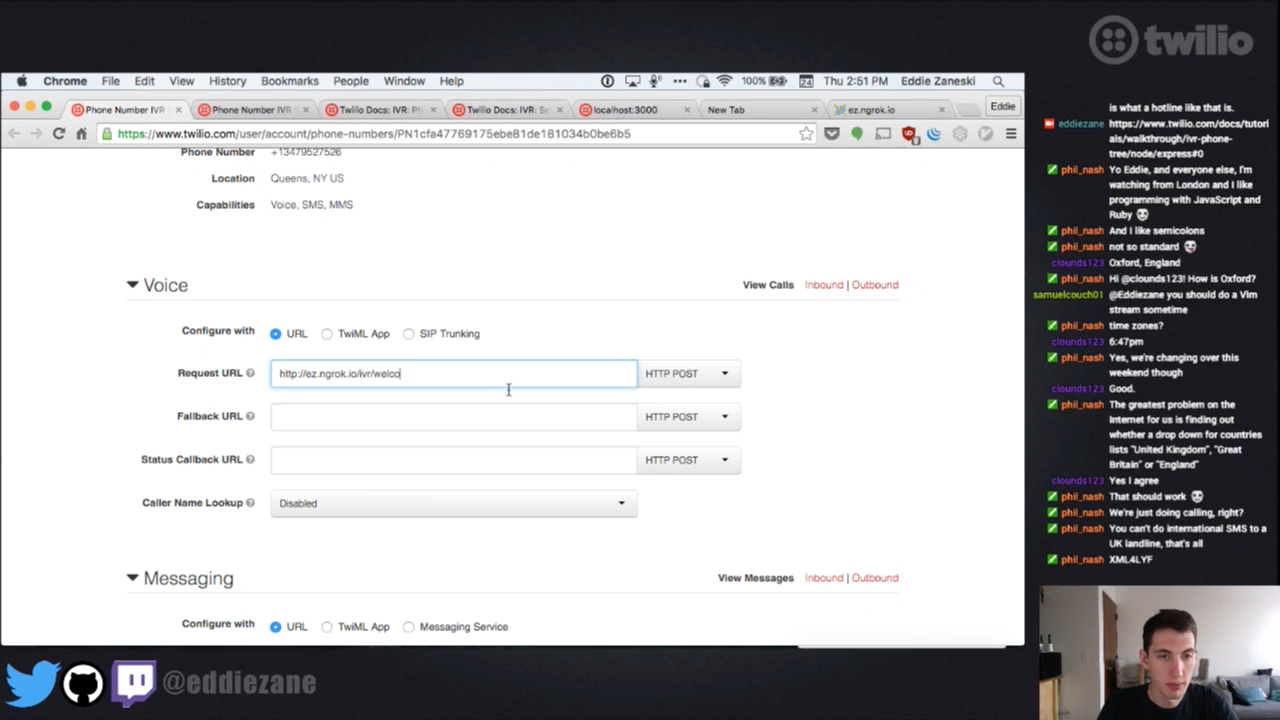 twilio
Chrome File Edit View History Bookmarks People Window Help
100% 24 Thu 2:51 PM Eddie Zaneski
Phone Number IVR
Phone Number IVR
Twilio Docs: IVR: Ph
Twilio Docs: IVR: Sc
localhost:3000
New Tab
ez.ngrok.io
Eddie
https://www.twilio.com/user/account/phone-numbers/PN1cfa47769175ebe81de181034b0be6b5
Phone Number +13479527526
Location Queens, NY US
Capabilities Voice, SMS, MMS
Voice View Calls Inbound | Outbound
Configure with URL TwiML App SIP Trunking
Request URL ? http://ez.ngrok.io/ivr/welco HTTP POST
Fallback URL ? HTTP POST
Status Callback URL ? HTTP POST
Caller Name Lookup ? Disabled
Messaging View Messages Inbound | Outbound
Configure with URL TwiML App Messaging Service
is what a hotline like that is.
eddiezane
https://www.twilio.com/docs/tutori
als/walkthrough/ivr-phone-
tree/node/express#0
phil_nash Yo Eddie, and everyone else, I'm
watching from London and I like
programming with JavaScript and
Ruby
phil_nash And I like semicolons
phil_nash not so standard
clounds123 Oxford, England
phil_nash Hi @clounds123! How is Oxford?
samuelcouch01 @Eddiezane you should do a Vim
stream sometime
phil_nash time zones?
clounds123 6:47pm
phil_nash Yes, we're changing over this
weekend though
clounds123 Good.
phil_nash The greatest problem on the
Internet for us is finding out
whether a drop down for countries
lists "United Kingdom", "Great
Britain" or "England"
clounds123 Yes I agree
phil_nash That should work
phil_nash We're just doing calling, right?
phil_nash You can't do international SMS to a
UK landline, that's all
phil_nash XML4LYF
@eddiezane